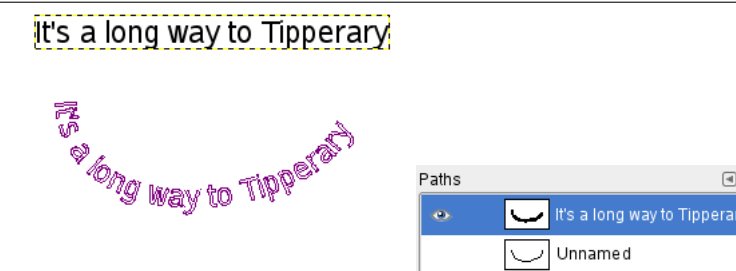 It's a long way to Tipperary
It's a long way to Tipperary
Paths
It's a long way to Tipperar
Unnamed